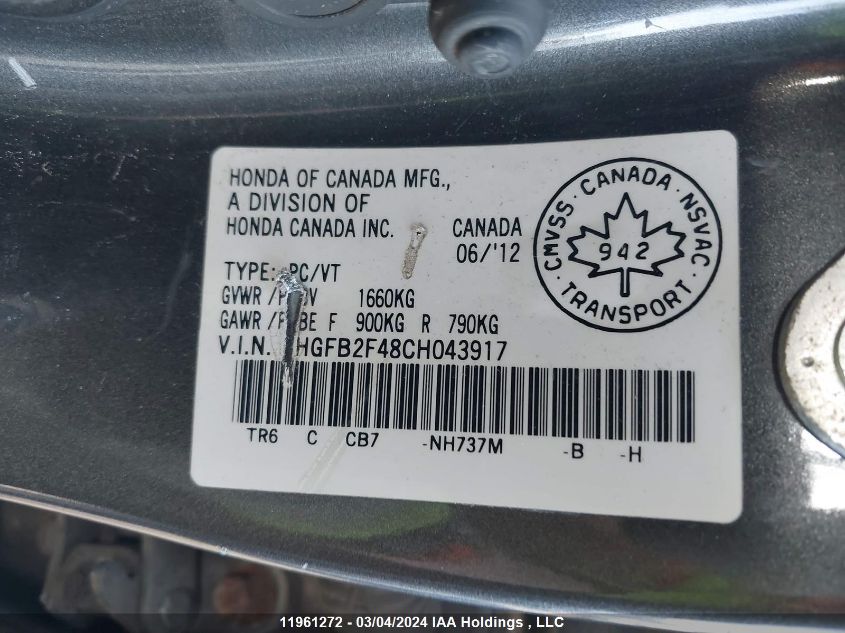 HONDA OF CANADA MFG.,
A DIVISION OF
HONDA CANADA INC.
CANADA
06/'12
TYPE: PC/VT
GVWR / 1660KG
GAWR / BE F 900KG R 790KG
V.I.N. HGFB2F48CH043917
TR6 C CB7 -NH737M -B -H
CMVSS · CANADA · NSVAC
942
· TRANSPORT ·
11961272 - 03/04/2024 IAA Holdings , LLC